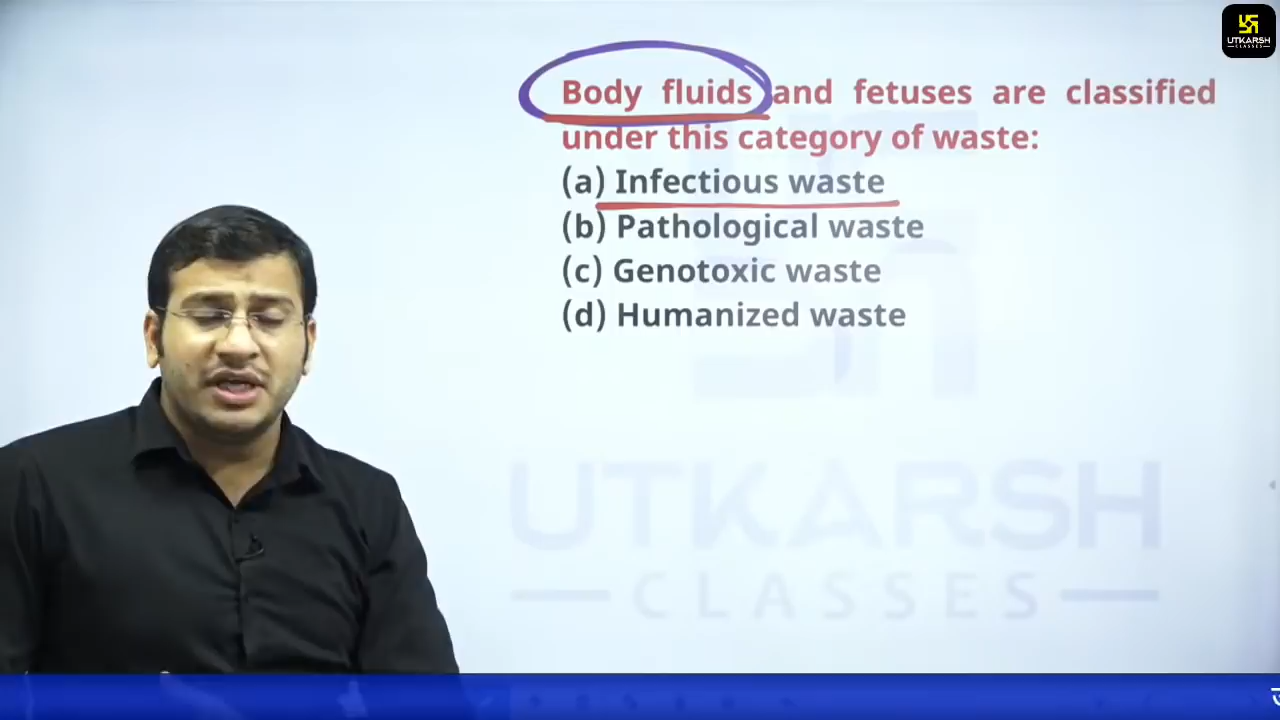 UTKARSH
CLASSES
Body fluids and fetuses are classified
under this category of waste:
(a) Infectious waste
(b) Pathological waste
(c) Genotoxic waste
(d) Humanized waste
UTKARSH
CLASSES